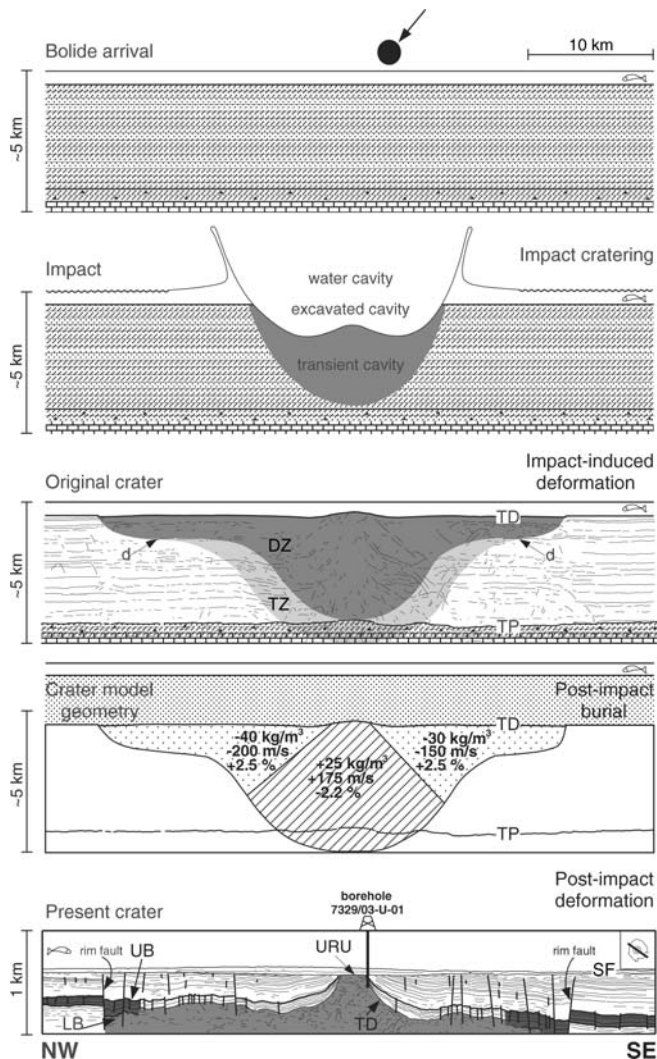 Bolide arrival
10 km
~5 km
Impact
Impact cratering
water cavity
excavated cavity
transient cavity
~5 km
Original crater
Impact-induced
deformation
TD
d
DZ
d
TZ
TP
~5 km
Crater model
geometry
Post-impact
burial
TD
-40 kg/m³
-200 m/s
+2.5 %
-30 kg/m³
-150 m/s
+2.5 %
+25 kg/m³
+175 m/s
-2.2 %
TP
~5 km
Post-impact
deformation
Present crater
borehole
7329/03-U-01
rim fault
UB
URU
rim fault
SF
1 km
LB
TD
NW
SE